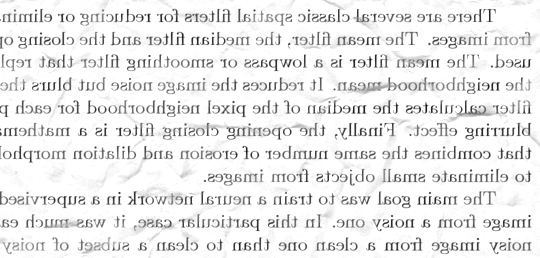 There are several classic spatial filters for reducing or elimina
from images. The mean filter, the median filter and the closing op
used. The mean filter is a lowpass or smoothing filter that repl
the neighborhood mean. It reduces the image noise but blurs the
filter calculates the median of the pixel neighborhood for each p
blurring effect. Finally, the opening closing filter is a mathema
that combines the same number of erosion and dilation morphol
to eliminate small objects from images.
The main goal was to train a neural network in a supervised
image from a noisy one. In this particular case, it was much ea
noisy image from a clean one than to clean a subset of noisy